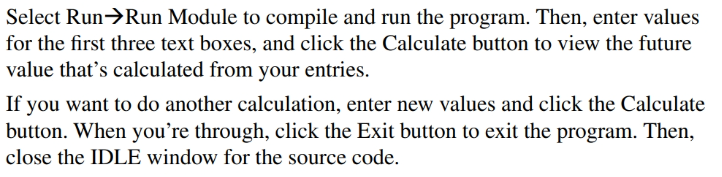 Select Run→Run Module to compile and run the program. Then, enter values
for the first three text boxes, and click the Calculate button to view the future
value that’s calculated from your entries.
If you want to do another calculation, enter new values and click the Calculate
button. When you’re through, click the Exit button to exit the program. Then,
close the IDLE window for the source code.